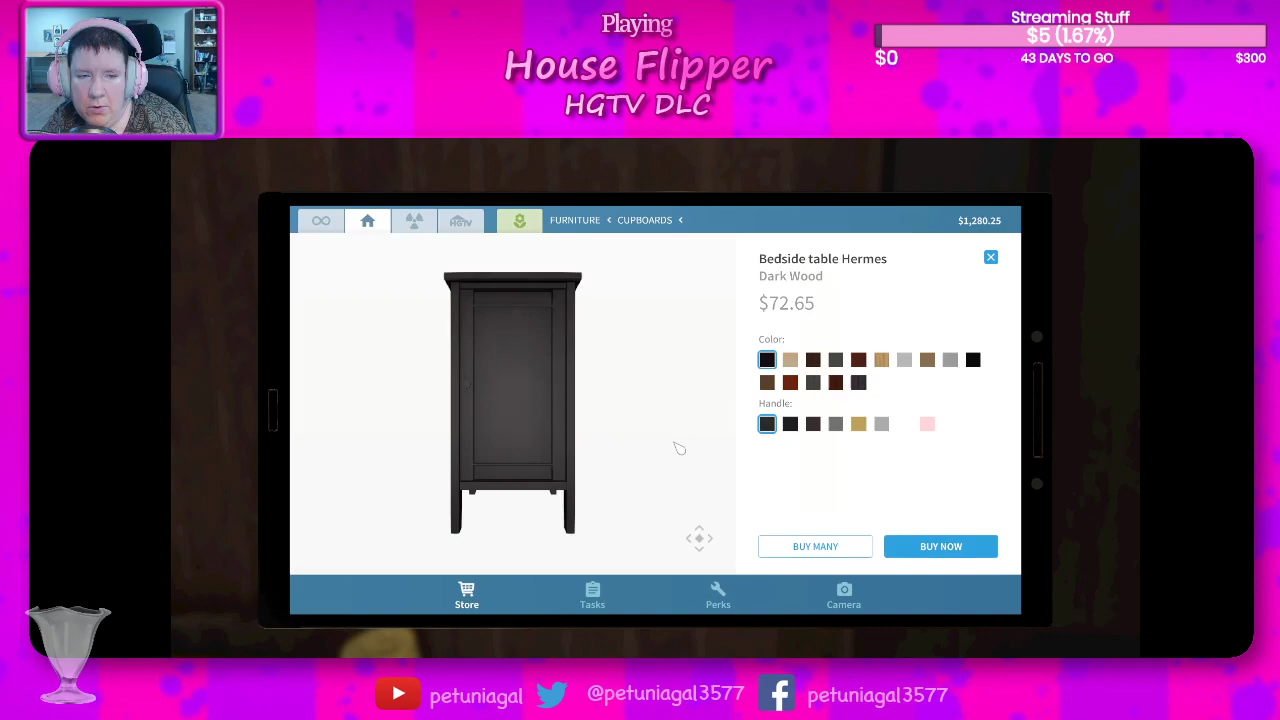 Playing
House Flipper
HGTV DLC
Streaming Stuff
$5 (1.67%)
$0
43 DAYS TO GO
$300
HGTV
FURNITURE < CUPBOARDS <
$1,280.25
Bedside table Hermes
Dark Wood
$72.65
Color:
Handle:
BUY MANY
BUY NOW
Store
Tasks
Perks
Camera
petuniagal
@petuniagal3577
petuniagal3577